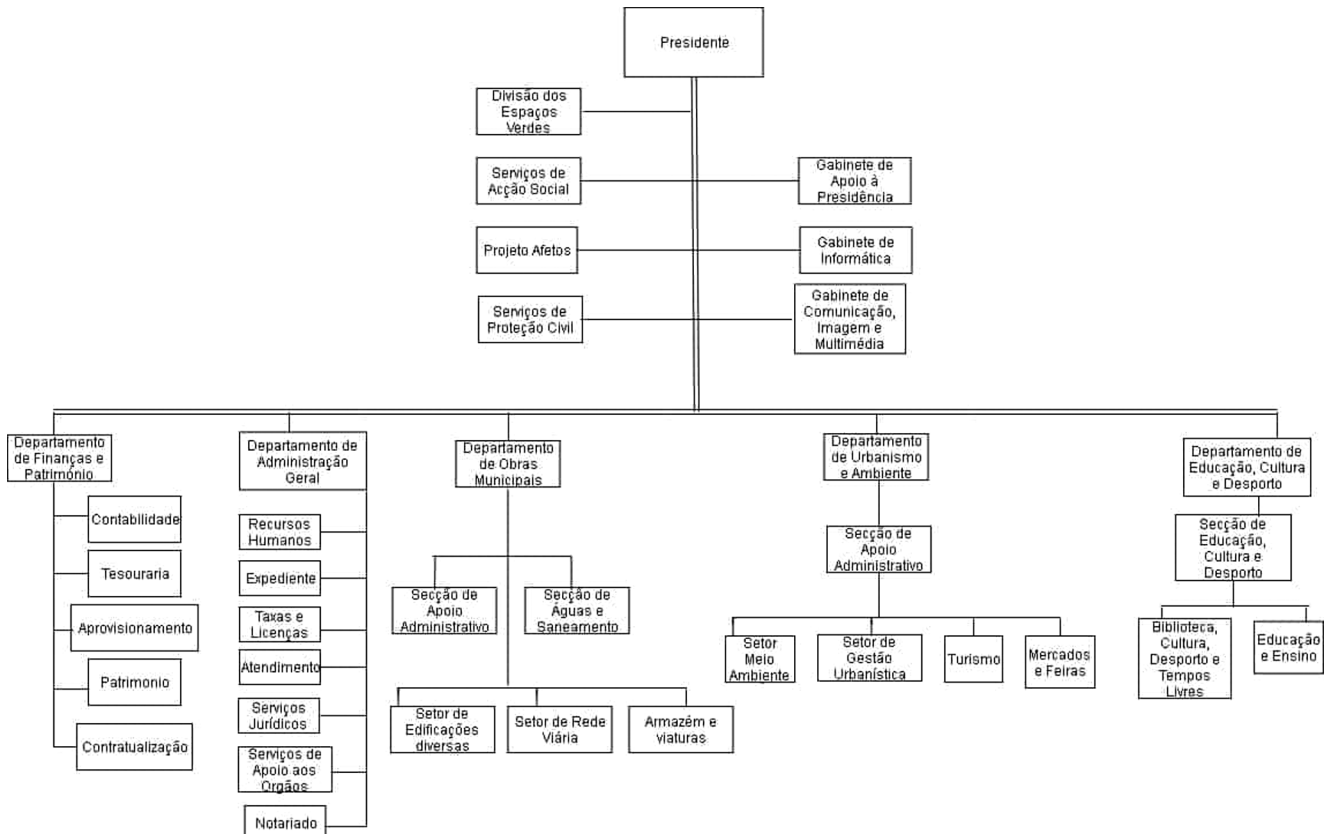 Presidente
Divisão dos
Espaços
Verdes
Serviços de
Acção Social
Gabinete de
Apoio à
Presidência
Projeto Afetos
Gabinete de
Informática
Serviços de
Proteção Civil
Gabinete de
Comunicação,
Imagem e
Multimédia
Departamento
de Finanças e
Património
Contabilidade
Tesouraria
Aprovisionamento
Patrimonio
Contratualização
Departamento de
Administração
Geral
Recursos
Humanos
Expediente
Taxas e
Licenças
Atendimento
Serviços
Jurídicos
Serviços de
Apoio aos
Orgãos
Notariado
Departamento
de Obras
Municipais
Secção de
Apoio
Administrativo
Secção de
Águas e
Saneamento
Setor de
Edificações
diversas
Setor de Rede
Viária
Armazém e
viaturas
Departamento
de Urbanismo
e Ambiente
Secção de
Apoio
Administrativo
Setor
Meio
Ambiente
Setor de
Gestão
Urbanística
Turismo
Mercados
e Feiras
Departamento de
Educação, Cultura
e Desporto
Secção de
Educação,
Cultura e
Desporto
Biblioteca,
Cultura,
Desporto e
Tempos
Livres
Educação
e Ensino